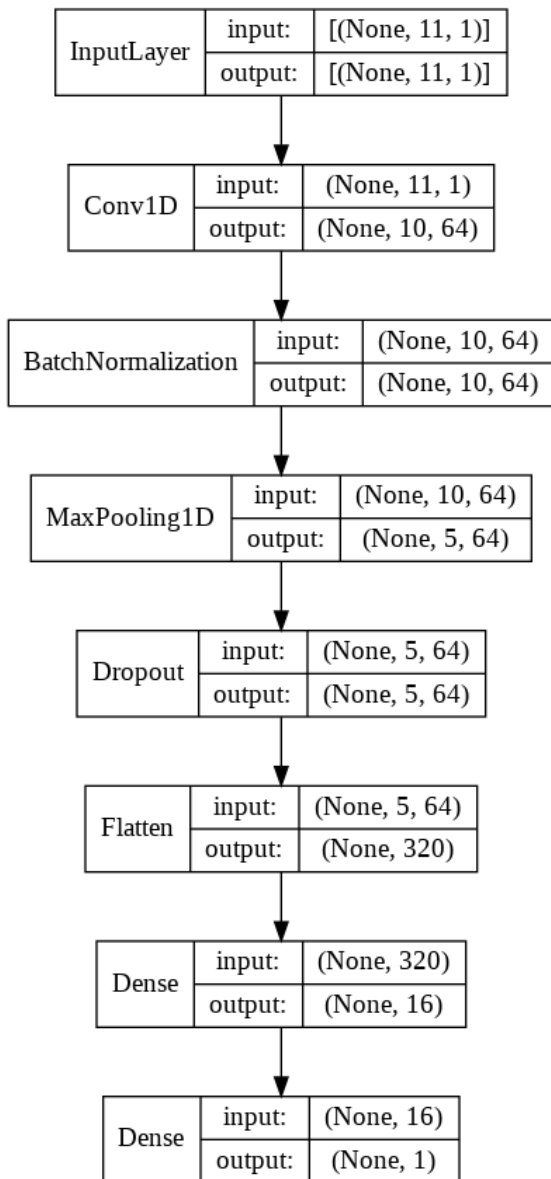 InputLayer
input: [(None, 11, 1)]
output: [(None, 11, 1)]
Conv1D
input: (None, 11, 1)
output: (None, 10, 64)
BatchNormalization
input: (None, 10, 64)
output: (None, 10, 64)
MaxPooling1D
input: (None, 10, 64)
output: (None, 5, 64)
Dropout
input: (None, 5, 64)
output: (None, 5, 64)
Flatten
input: (None, 5, 64)
output: (None, 320)
Dense
input: (None, 320)
output: (None, 16)
Dense
input: (None, 16)
output: (None, 1)